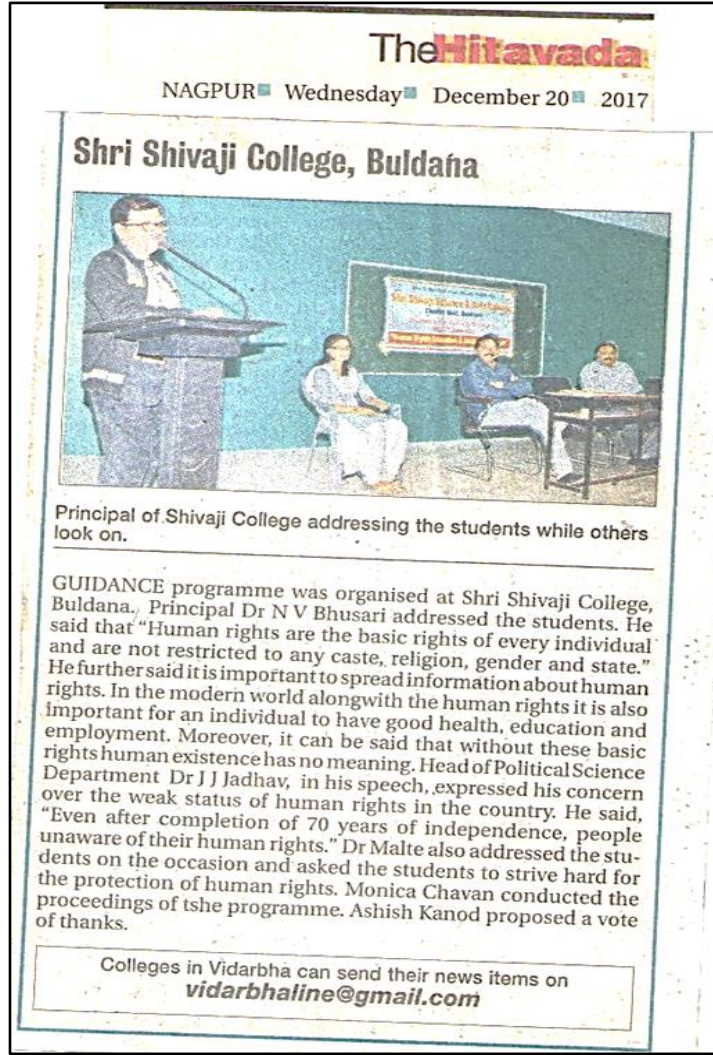 TheHitavada
NAGPUR Wednesday December 20 2017
Shri Shivaji College, Buldana
Shri Shivaji Science & Arts College
Principal of Shivaji College addressing the students while others
look on.
GUIDANCE programme was organised at Shri Shivaji College,
Buldana. Principal Dr N V Bhusari addressed the students. He
said that “Human rights are the basic rights of every individual
and are not restricted to any caste, religion, gender and state.”
He further said it is important to spread information about human
rights. In the modern world alongwith the human rights it is also
important for an individual to have good health, education and
employment. Moreover, it can be said that without these basic
rights human existence has no meaning. Head of Political Science
Department Dr J J Jadhav, in his speech, expressed his concern
over the weak status of human rights in the country. He said,
“Even after completion of 70 years of independence, people
unaware of their human rights.” Dr Malte also addressed the stu-
dents on the occasion and asked the students to strive hard for
the protection of human rights. Monica Chavan conducted the
proceedings of tshe programme. Ashish Kanod proposed a vote
of thanks.
Colleges in Vidarbha can send their news items on
vidarbhaline@gmail.com